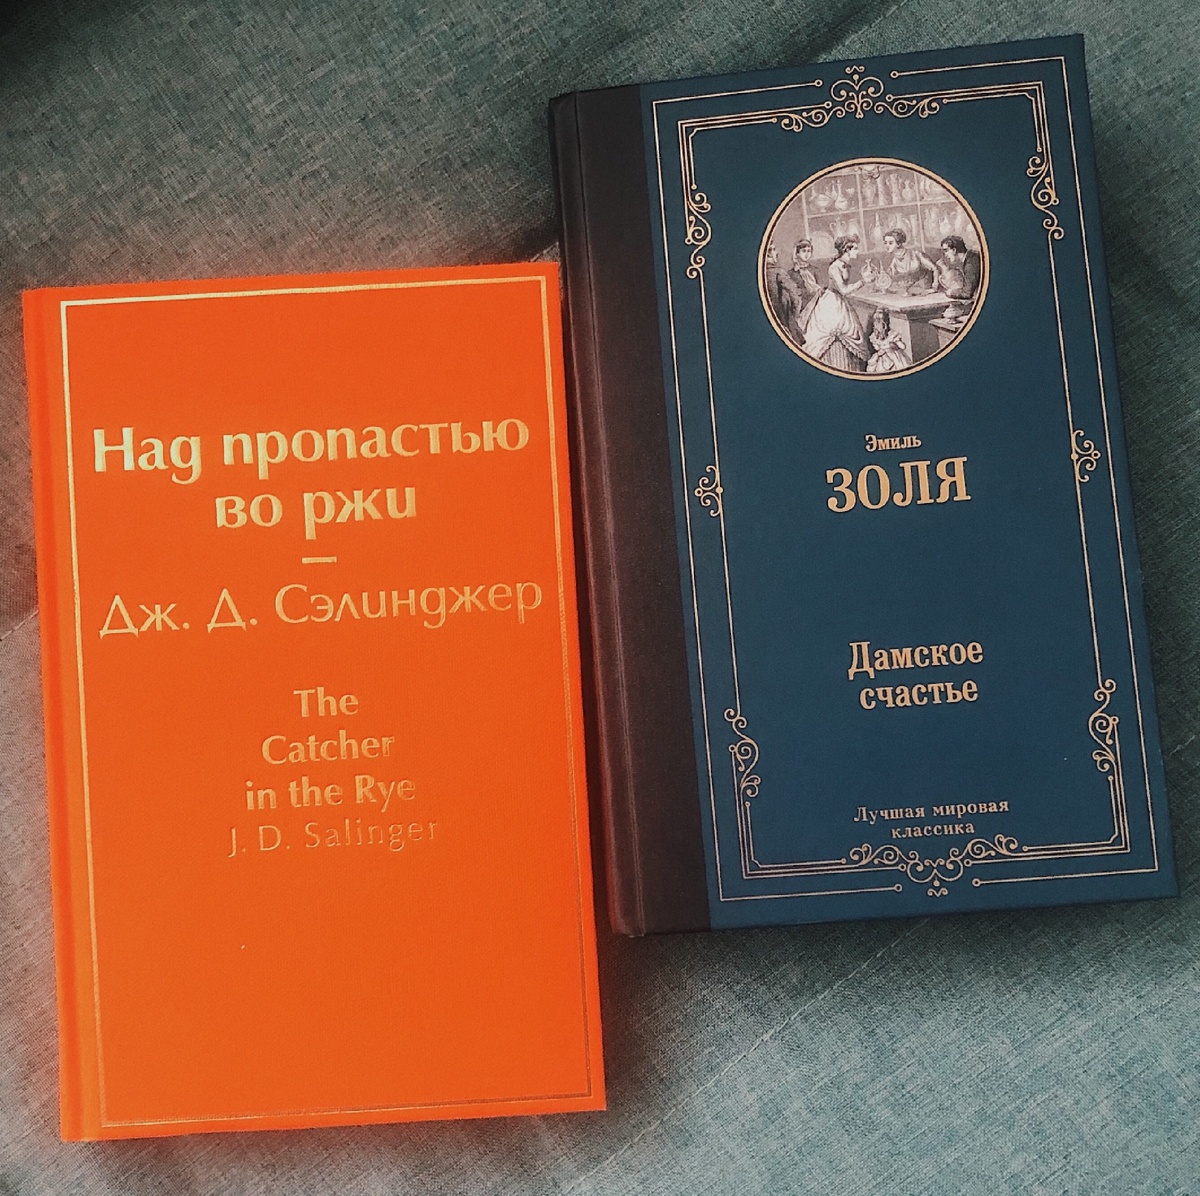 Над пропастью
во ржи
–
Дж. Д. Сэлинджер
The
Catcher
in the Rye
J. D. Salinger
Эмиль
ЗОЛЯ
Дамское
счастье
Лучшая мировая
классика